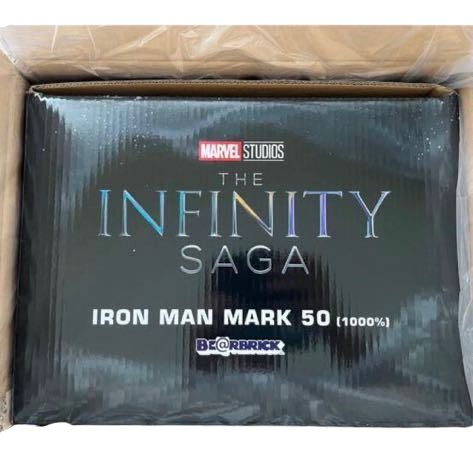 MARVEL STUDIOS
THE
INFINITY
SAGA
IRON MAN MARK 50 (1000%)
BE@RBRICK